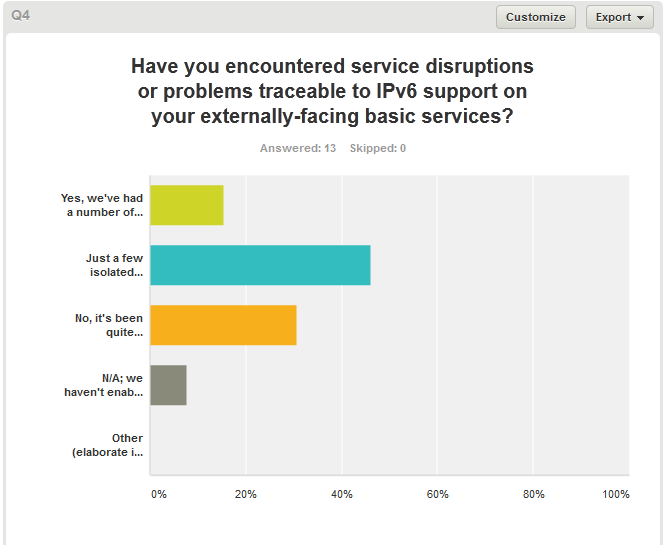 Q4
Customize
Export
Have you encountered service disruptions
or problems traceable to IPv6 support on
your externally-facing basic services?
Answered: 13 Skipped: 0
Yes, we've had
a number of...
Just a few
isolated...
No, it's been
quite...
N/A; we
haven't enab...
Other
(elaborate i...
0% 20% 40% 60% 80% 100%